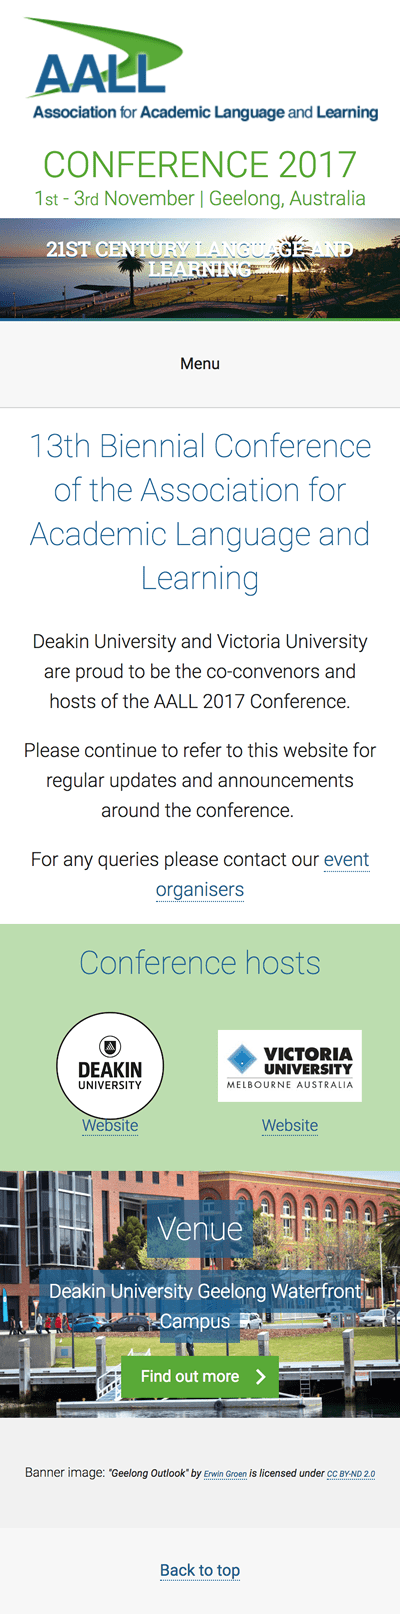 AALL
Association for Academic Language and Learning
CONFERENCE 2017
1st - 3rd November | Geelong, Australia
21ST CENTURY LANGUAGE AND
LEARNING
Menu
13th Biennial Conference
of the Association for
Academic Language and
Learning
Deakin University and Victoria University
are proud to be the co-convenors and
hosts of the AALL 2017 Conference.
Please continue to refer to this website for
regular updates and announcements
around the conference.
For any queries please contact our event
organisers
Conference hosts
DEAKIN
UNIVERSITY
Website
VICTORIA
UNIVERSITY
MELBOURNE AUSTRALIA
Website
Venue
Deakin University Geelong Waterfront
Campus
Find out more
Banner image: "Geelong Outlook" by Erwin Groen is licensed under CC BY-ND 2.0
Back to top